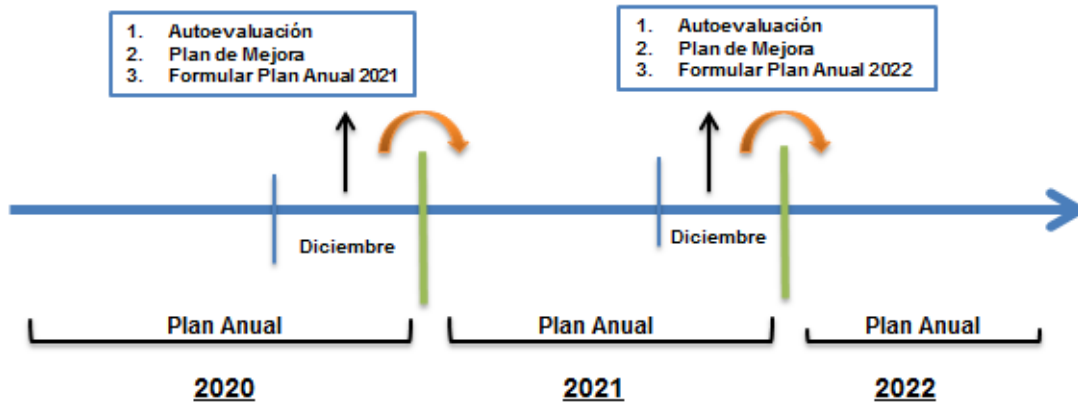 1. Autoevaluación
2. Plan de Mejora
3. Formular Plan Anual 2021
1. Autoevaluación
2. Plan de Mejora
3. Formular Plan Anual 2022
Diciembre
Diciembre
Plan Anual
Plan Anual
Plan Anual
2020
2021
2022